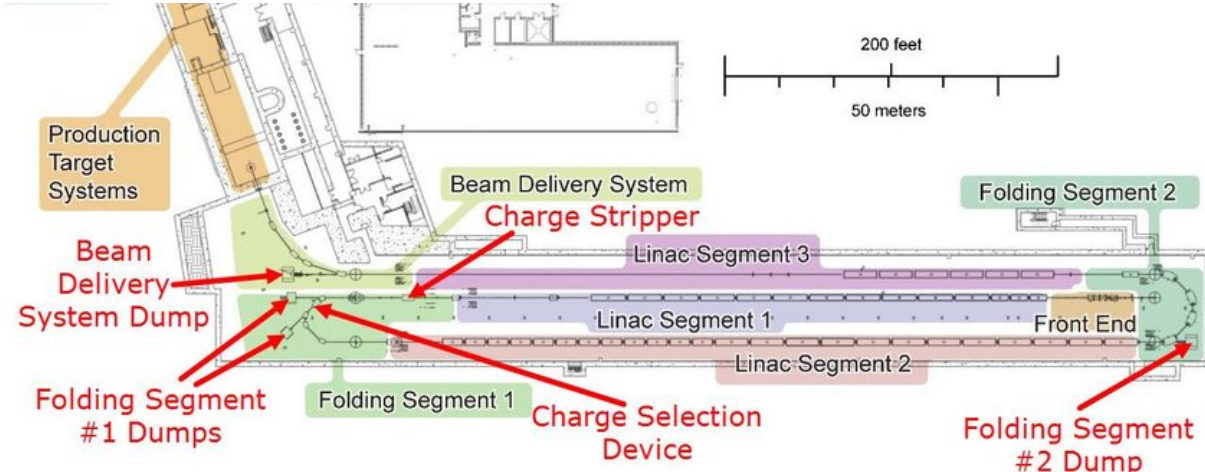 200 feet
50 meters
Production
Target
Systems
Beam Delivery System
Folding Segment 2
Charge Stripper
Beam
Delivery
System Dump
Linac Segment 3
Linac Segment 1
Front End
Linac Segment 2
Folding Segment
#1 Dumps
Folding Segment 1
Charge Selection
Device
Folding Segment
#2 Dump